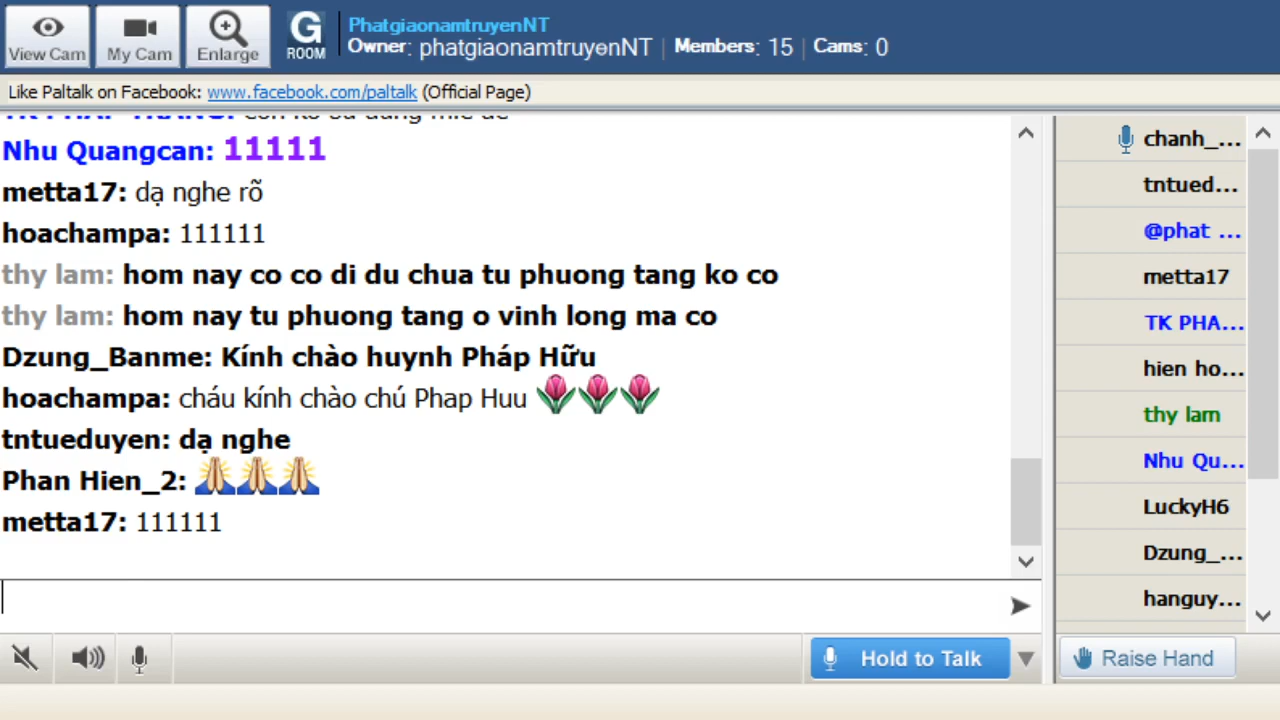 View Cam
My Cam
Enlarge
G
ROOM
PhatgiaonamtruyenNT
Owner: phatgiaonamtruyenNT | Members: 15 | Cams: 0
Like Paltalk on Facebook: www.facebook.com/paltalk (Official Page)
Nhu Quangcan: 11111
metta17: dạ nghe rõ
hoachampa: 111111
thy lam: hom nay co co di du chua tu phuong tang ko co
thy lam: hom nay tu phuong tang o vinh long ma co
Dzung_Banme: Kính chào huynh Pháp Hữu
hoachampa: cháu kính chào chú Phap Huu
tntueduyen: dạ nghe
Phan Hien_2:
metta17: 111111
chanh_...
tntued...
@phat ...
metta17
TK PHA...
hien ho...
thy lam
Nhu Qu...
LuckyH6
Dzung_...
hanguy...
Hold to Talk
Raise Hand